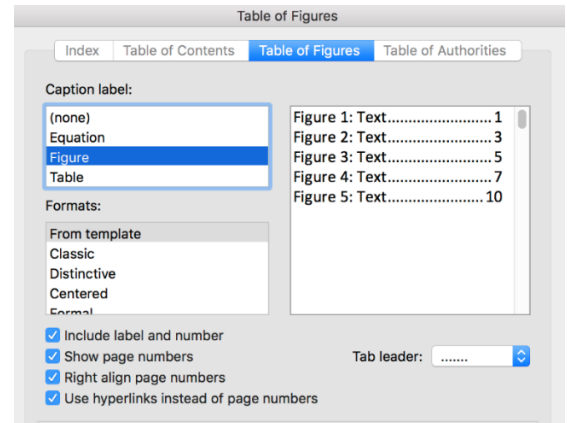 Table of Figures
Index Table of Contents Table of Figures Table of Authorities
Caption label:
(none)
Equation
Figure
Table
Figure 1: Text.........................1
Figure 2: Text.........................3
Figure 3: Text.........................5
Figure 4: Text.........................7
Figure 5: Text.......................10
Formats:
From template
Classic
Distinctive
Centered
Formal
Include label and number
Show page numbers
Right align page numbers
Use hyperlinks instead of page numbers
Tab leader: .......